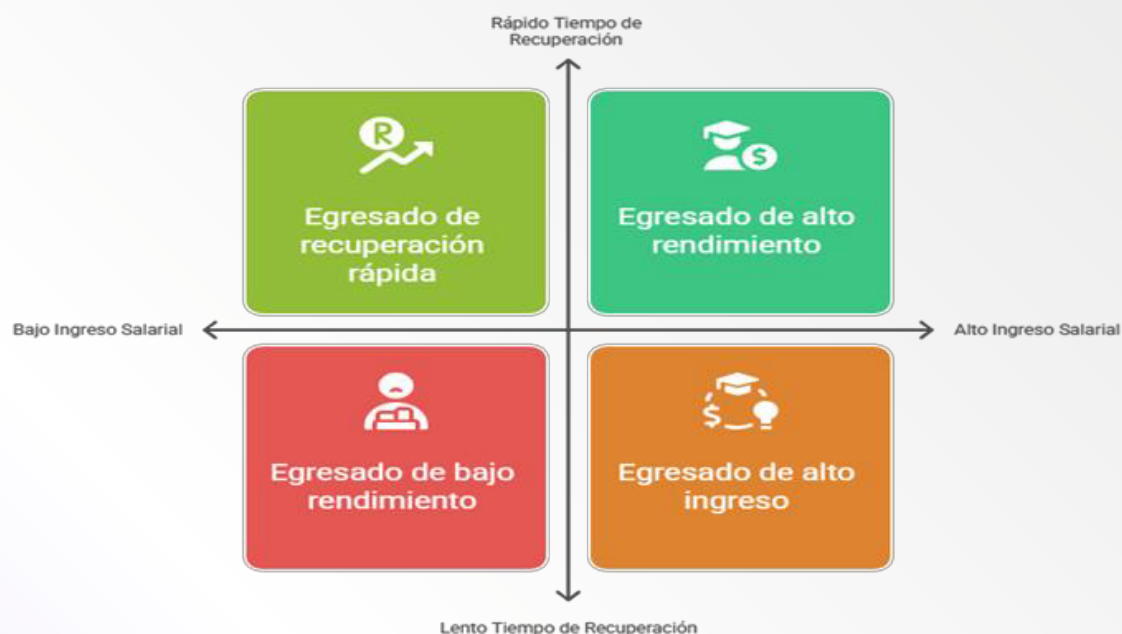 Rápido Tiempo de
Recuperación
R
$
Egresado de
recuperación
rápida
Egresado de alto
rendimiento
Bajo Ingreso Salarial
Alto Ingreso Salarial
$
Egresado de bajo
rendimiento
Egresado de alto
ingreso
Lento Tiempo de Recuperación